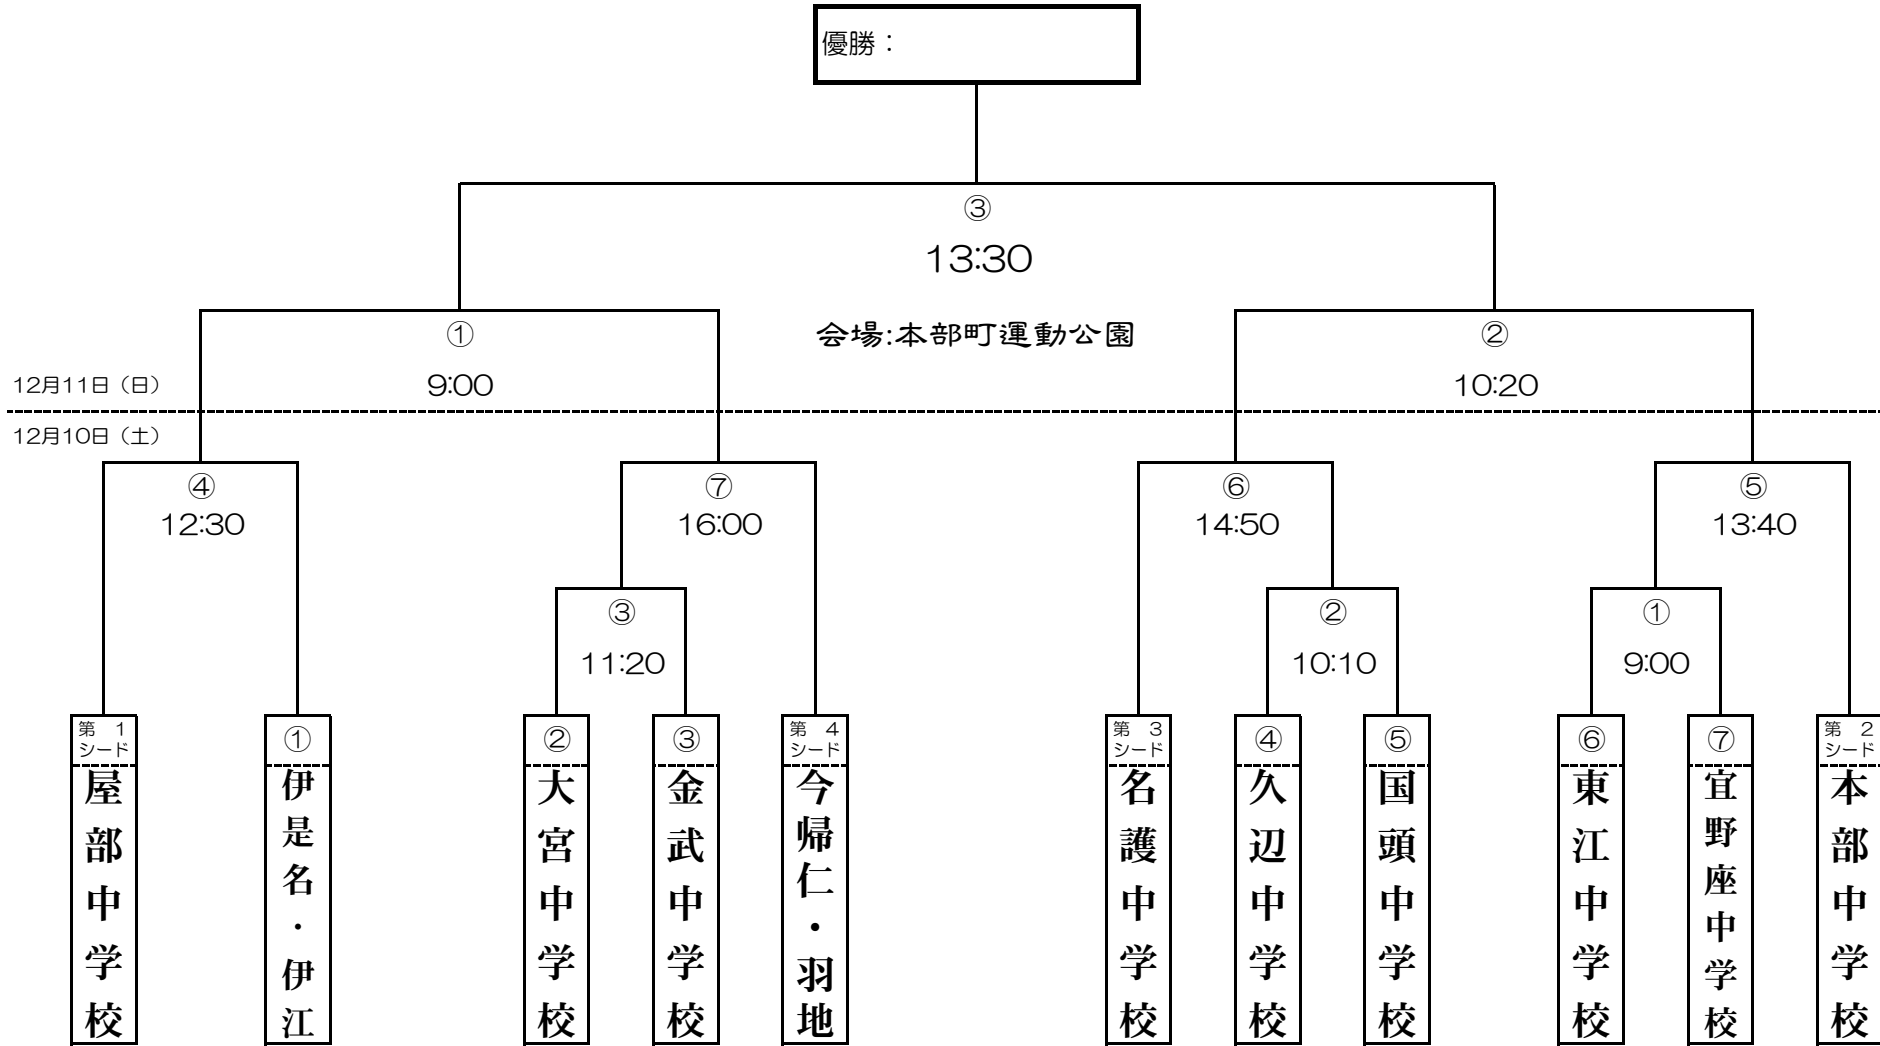 優勝：
③
13:30
会場:本部町運動公園
①
②
12月11日（日）
9:00
10:20
12月10日（土）
④
⑦
⑥
⑤
12:30
16:00
14:50
13:40
③
②
①
11:20
10:10
9:00
第　1
シード
屋部中学校
①
伊是名・伊江
②
大宮中学校
③
金武中学校
第　4
シード
今帰仁・羽地
第　3
シード
名護中学校
④
久辺中学校
⑤
国頭中学校
⑥
東江中学校
⑦
宜野座中学校
第　2
シード
本部中学校